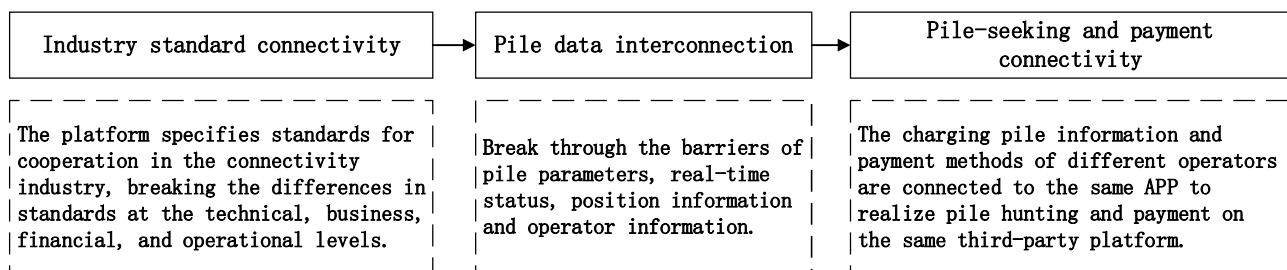 Industry standard connectivity
Pile data interconnection
Pile-seeking and payment
connectivity
The platform specifies standards for
cooperation in the connectivity
industry, breaking the differences in
standards at the technical, business,
financial, and operational levels.
Break through the barriers of
pile parameters, real-time
status, position information
and operator information.
The charging pile information and
payment methods of different operators
are connected to the same APP to
realize pile hunting and payment on
the same third-party platform.